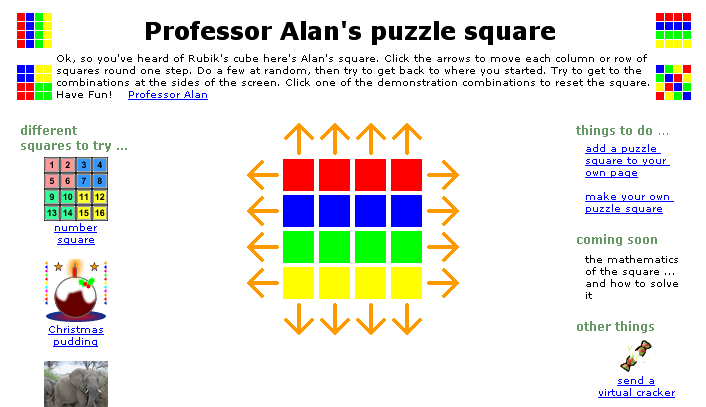 Professor Alan's puzzle square
Ok, so you've heard of Rubik's cube here's Alan's square. Click the arrows to move each column or row of
squares round one step. Do a few at random, then try to get back to where you started. Try to get to the
combinations at the sides of the screen. Click one of the demonstration combinations to reset the square.
Have Fun! Professor Alan
different
squares to try ...
1 2 3 4
5 6 7 8
9 10 11 12
13 14 15 16
number
square
Christmas
pudding
things to do ...
add a puzzle
square to your
own page
make your own
puzzle square
coming soon
the mathematics
of the square ...
and how to solve
it
other things
send a
virtual cracker